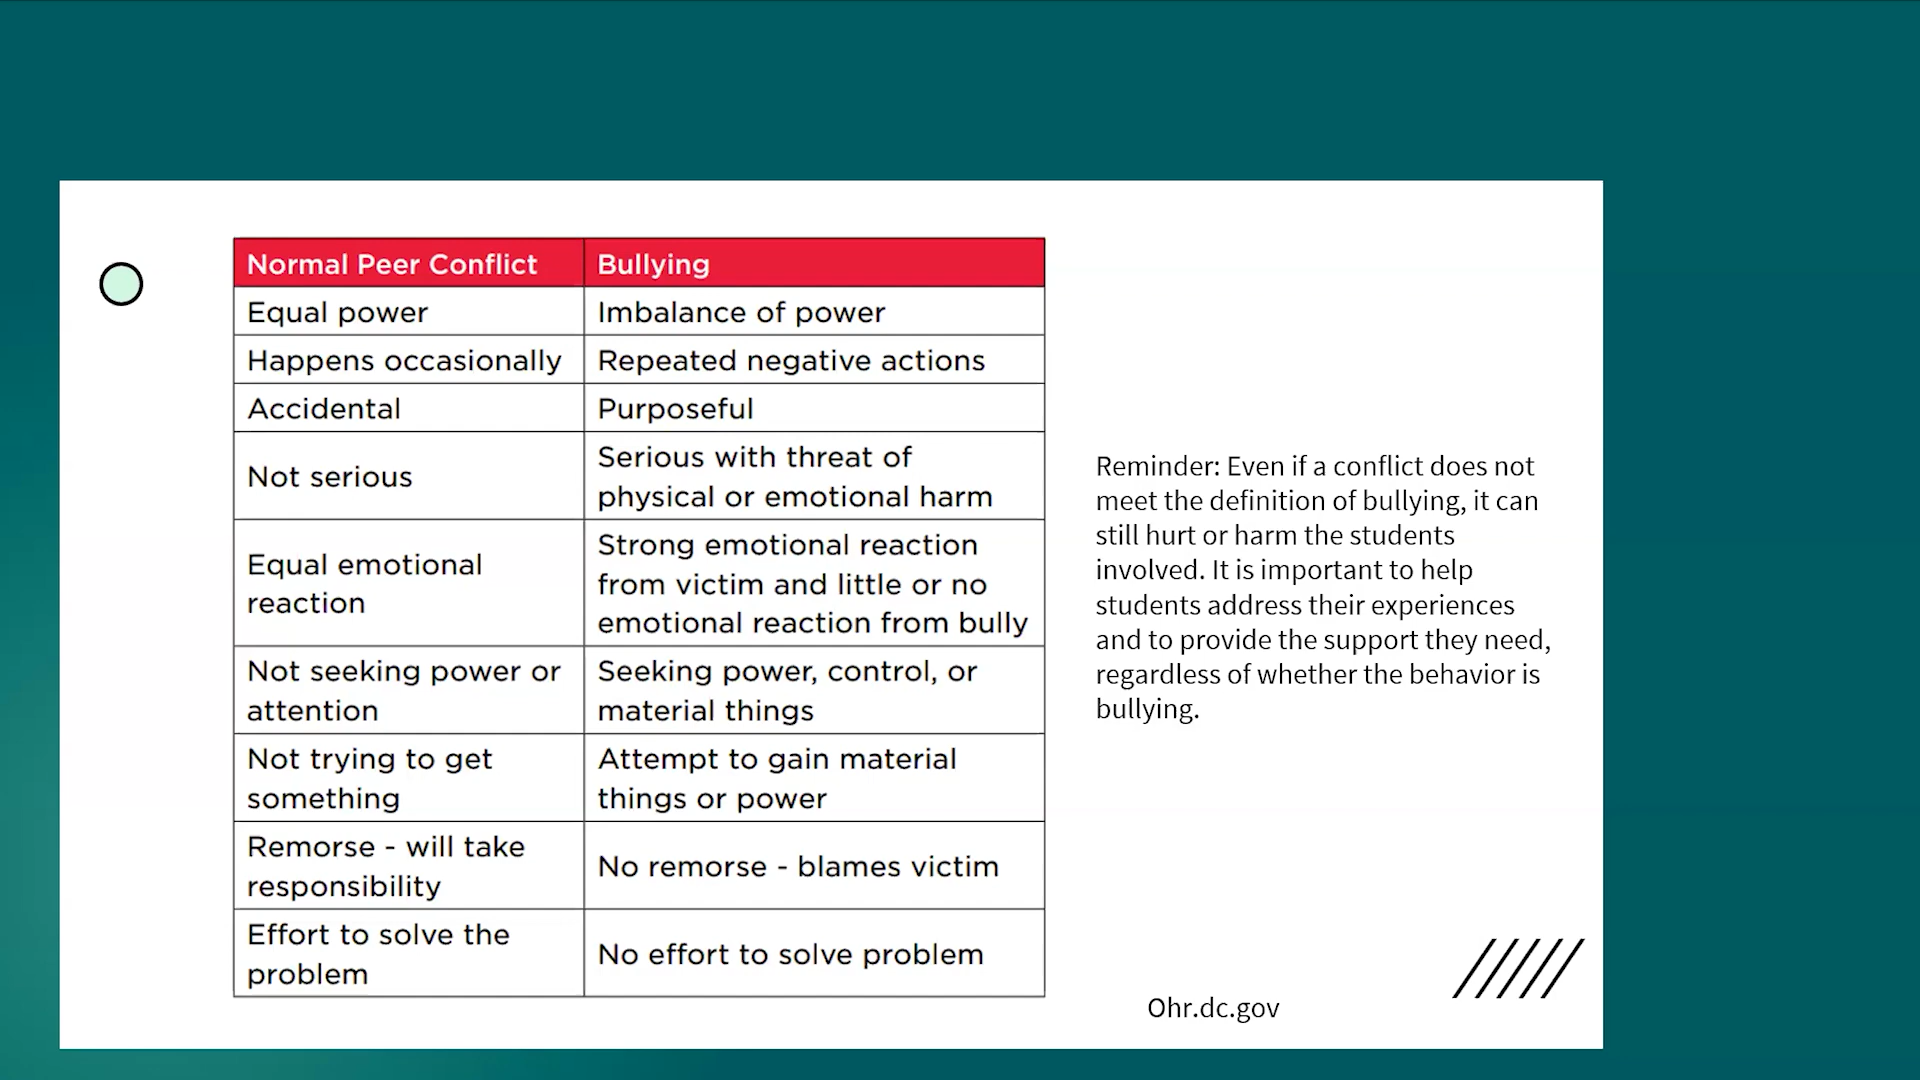 Normal Peer Conflict
Bullying
Equal power
Imbalance of power
Happens occasionally
Repeated negative actions
Accidental
Purposeful
Not serious
Serious with threat of
physical or emotional harm
Equal emotional
reaction
Strong emotional reaction
from victim and little or no
emotional reaction from bully
Not seeking power or
attention
Seeking power, control, or
material things
Not trying to get
something
Attempt to gain material
things or power
Remorse - will take
responsibility
No remorse - blames victim
Effort to solve the
problem
No effort to solve problem
Reminder: Even if a conflict does not
meet the definition of bullying, it can
still hurt or harm the students
involved. It is important to help
students address their experiences
and to provide the support they need,
regardless of whether the behavior is
bullying.
Ohr.dc.gov